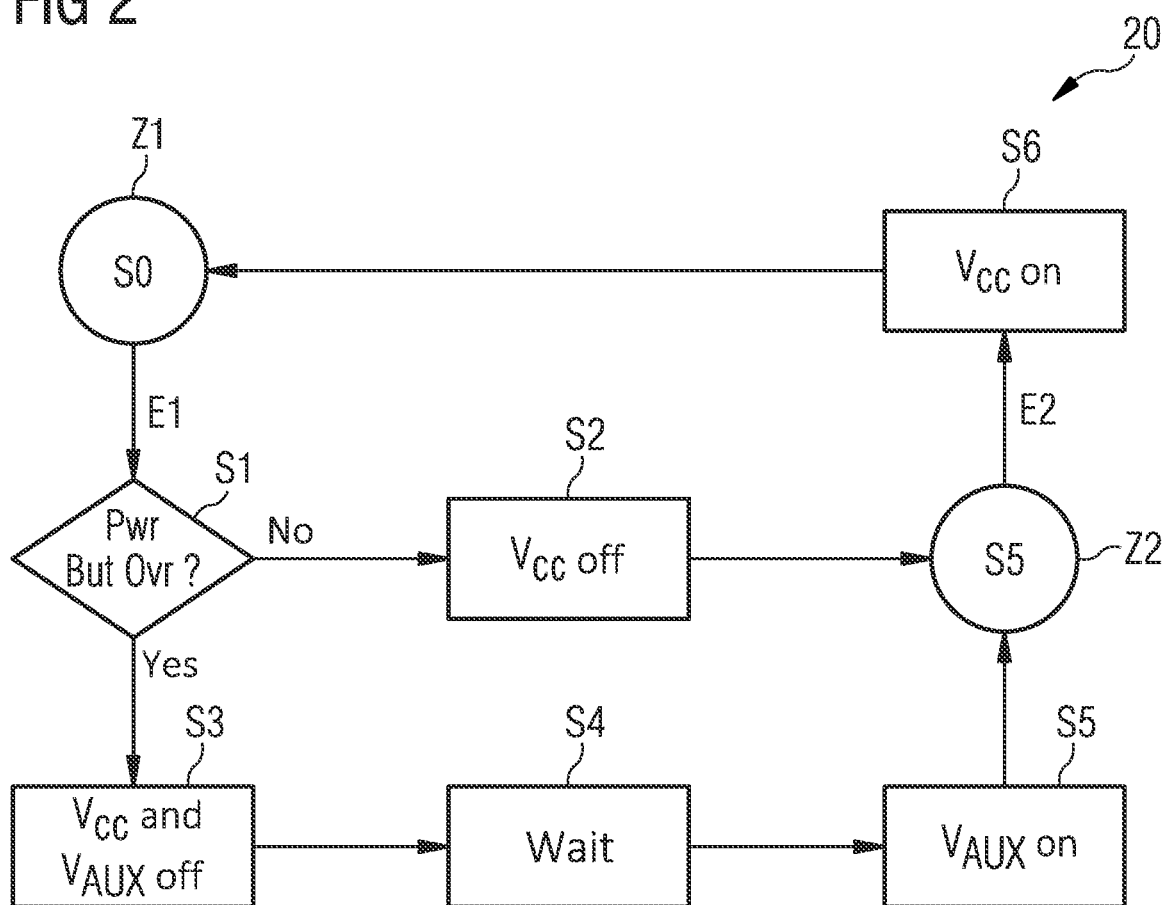 FIG 2
20
Z1
S6
S0
VCC on
E1
E2
S1
S2
Pwr
But Ovr ?
No
VCC off
S5
Z2
Yes
S3
S4
S5
VCC and
VAUX off
Wait
VAUX on